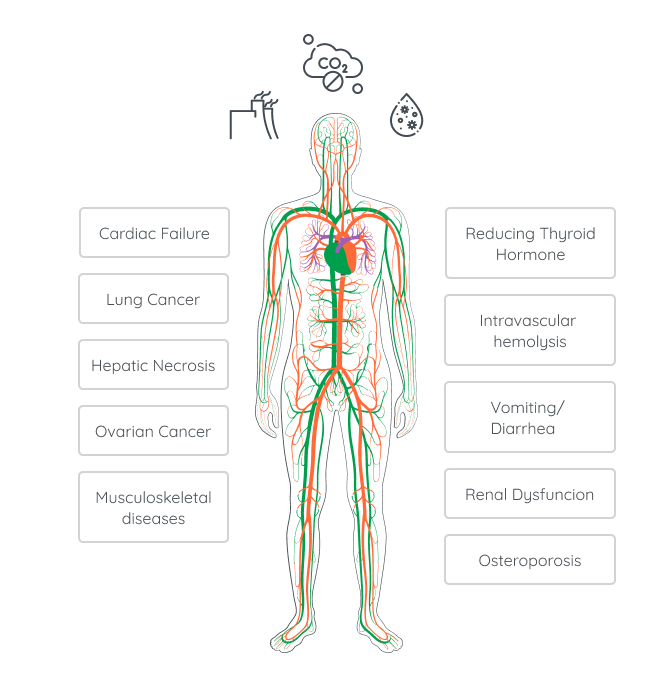 CO2
Cardiac Failure
Lung Cancer
Hepatic Necrosis
Ovarian Cancer
Musculoskeletal
diseases
Reducing Thyroid
Hormone
Intravascular
hemolysis
Vomiting/
Diarrhea
Renal Dysfuncion
Osteroporosis